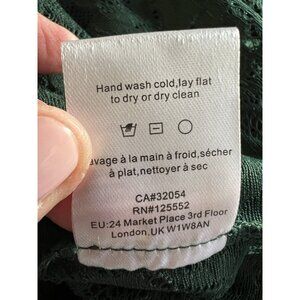 Hand wash cold,lay flat
to dry or dry clean
avage à la main à froid,sécher
à plat,nettoyer à sec
CA#32054
RN#125552
EU:24 Market Place 3rd Floor
London,UK W1W8AN